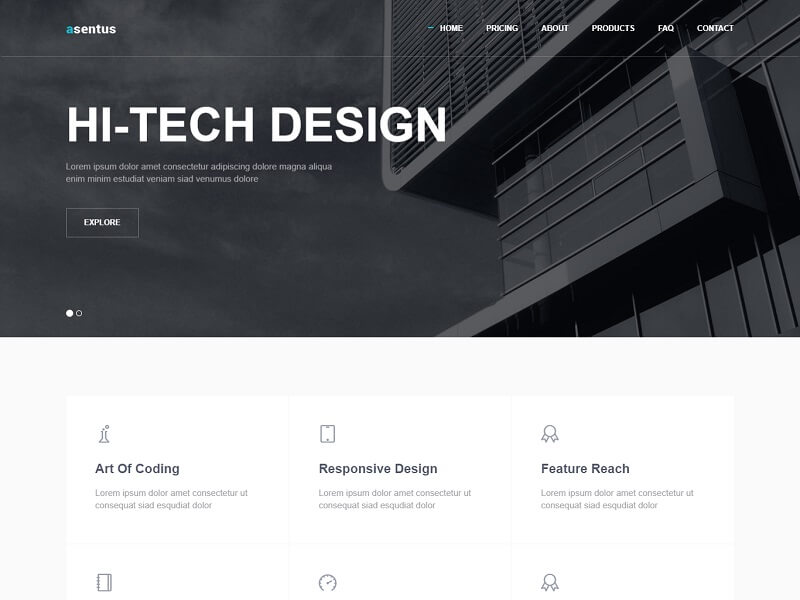 asentus
HOME PRICING ABOUT PRODUCTS FAQ CONTACT
HI-TECH DESIGN
Lorem ipsum dolor amet consectetur adipiscing dolore magna aliqua
enim minim estudiat veniam siad venumus dolore
EXPLORE
Art Of Coding
Lorem ipsum dolor amet consectetur ut
consequat siad esqudiat dolor
Responsive Design
Lorem ipsum dolor amet consectetur ut
consequat siad esqudiat dolor
Feature Reach
Lorem ipsum dolor amet consectetur ut
consequat siad esqudiat dolor